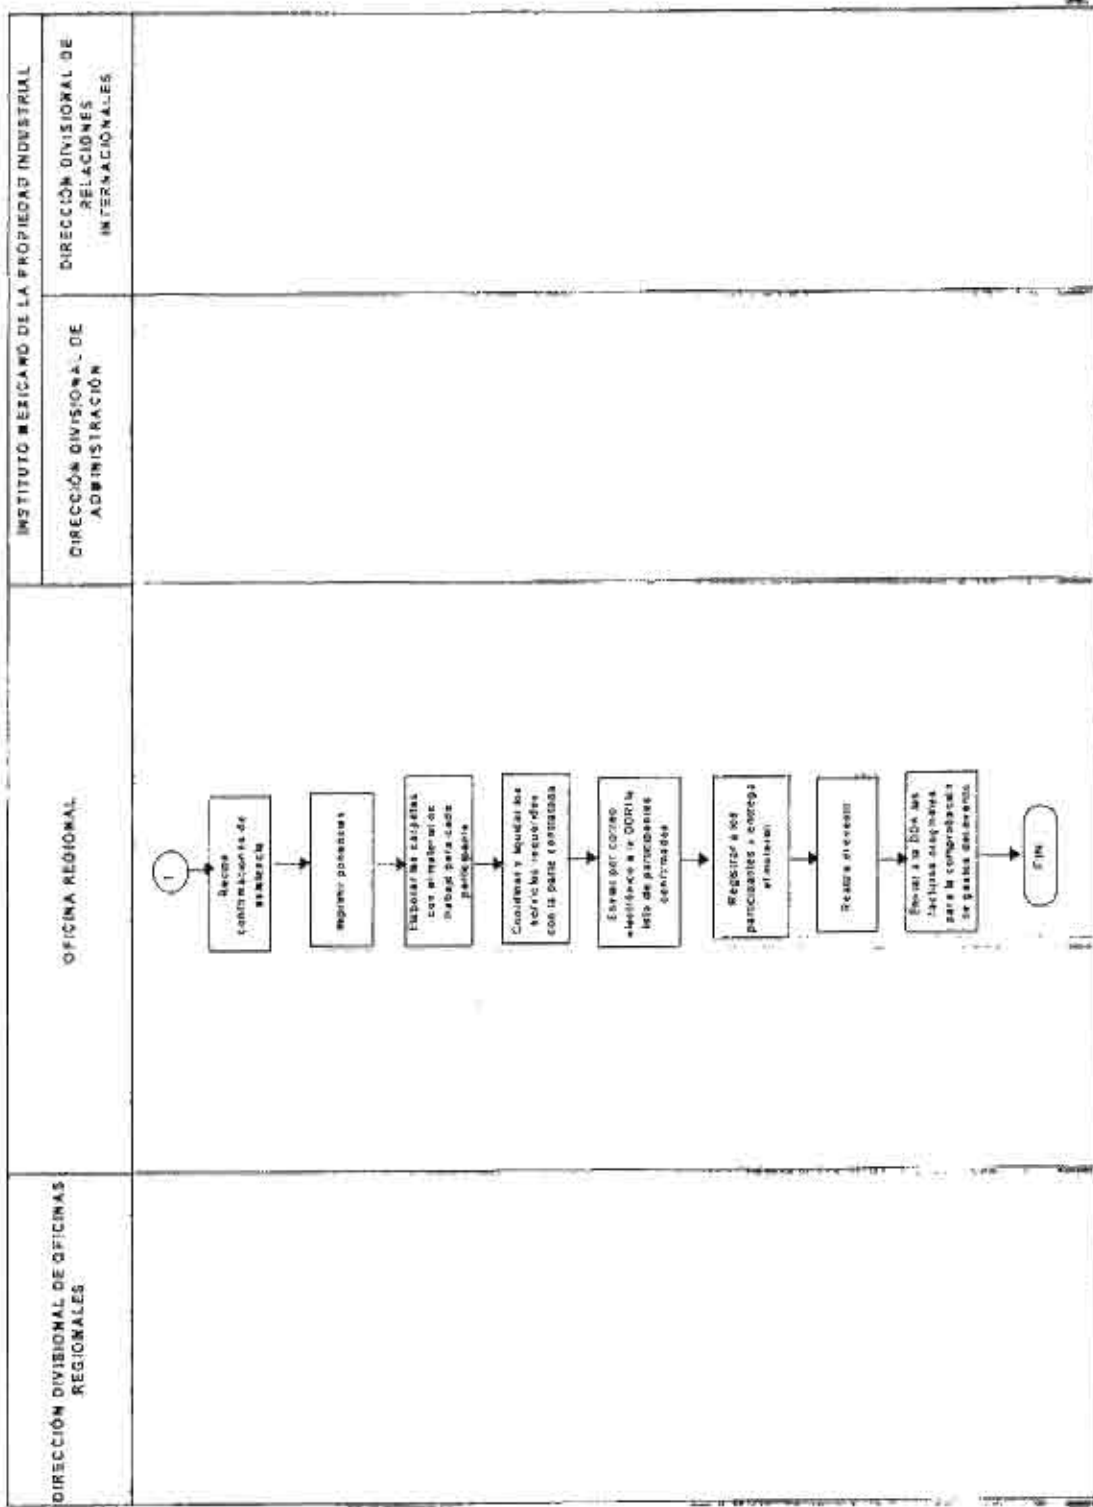 INSTITUTO MEXICANO DE LA PROPIEDAD INDUSTRIAL
DIRECCIÓN DIVISIONAL DE OFICINAS
REGIONALES
OFICINA REGIONAL
DIRECCIÓN DIVISIONAL DE
ADMINISTRACIÓN
DIRECCIÓN DIVISIONAL DE
RELACIONES
INTERNACIONALES
1
confirmaciones de
asistencia
Imprimir ponencias
Elaborar las carpetas
con el material de
trabajo para cada
participante
Coordinar y liquidar los
servicios requeridos
con la parte contratada
Enviar por correo
electrónico a la
lista de participantes
confirmados
Registrar a los
participantes y entrega
el material
Realiza el evento
Enviar a la DDA las
facturas originales
para la comprobación
de gastos del evento
FIN